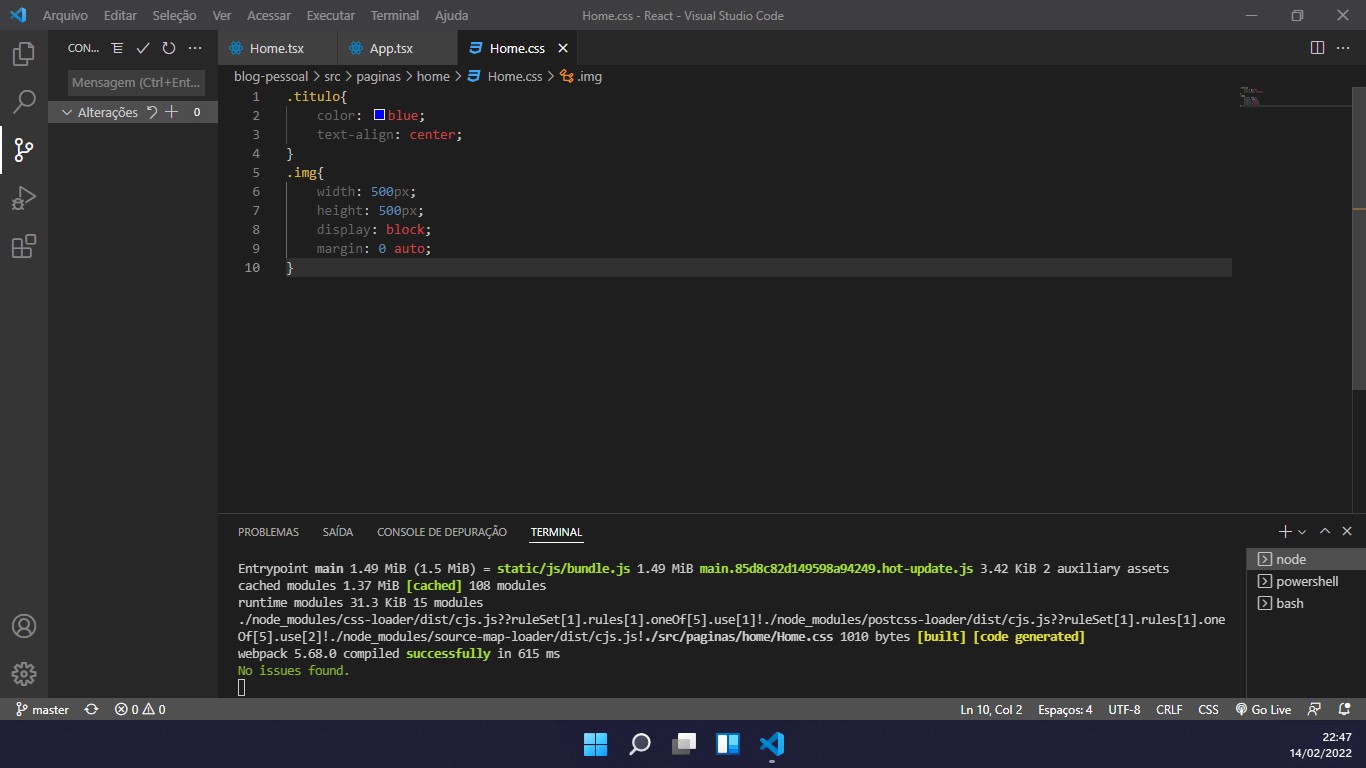 Arquivo Editar Seleção Ver Acessar Executar Terminal Ajuda Home.css - React - Visual Studio Code
CON... Home.tsx App.tsx Home.css
Mensagem (Ctrl+Ent...
Alterações 0
blog-pessoal > src > paginas > home > Home.css > .img
1 .titulo{
2 color: blue;
3 text-align: center;
4 }
5 .img{
6 width: 500px;
7 height: 500px;
8 display: block;
9 margin: 0 auto;
10 }
PROBLEMAS SAÍDA CONSOLE DE DEPURAÇÃO TERMINAL
Entrypoint main 1.49 MiB (1.5 MiB) = static/js/bundle.js 1.49 MiB main.85d8c82d149598a94249.hot-update.js 3.42 KiB 2 auxiliary assets
cached modules 1.37 MiB [cached] 108 modules
runtime modules 31.3 KiB 15 modules
./node_modules/css-loader/dist/cjs.js??ruleSet[1].rules[1].oneOf[5].use[1]!./node_modules/postcss-loader/dist/cjs.js??ruleSet[1].rules[1].one
Of[5].use[2]!./node_modules/source-map-loader/dist/cjs.js!./src/paginas/home/Home.css 1010 bytes [built] [code generated]
webpack 5.68.0 compiled successfully in 615 ms
No issues found.
node
powershell
bash
master 0 0 Ln 10, Col 2 Espaços: 4 UTF-8 CRLF CSS Go Live
22:47
14/02/2022